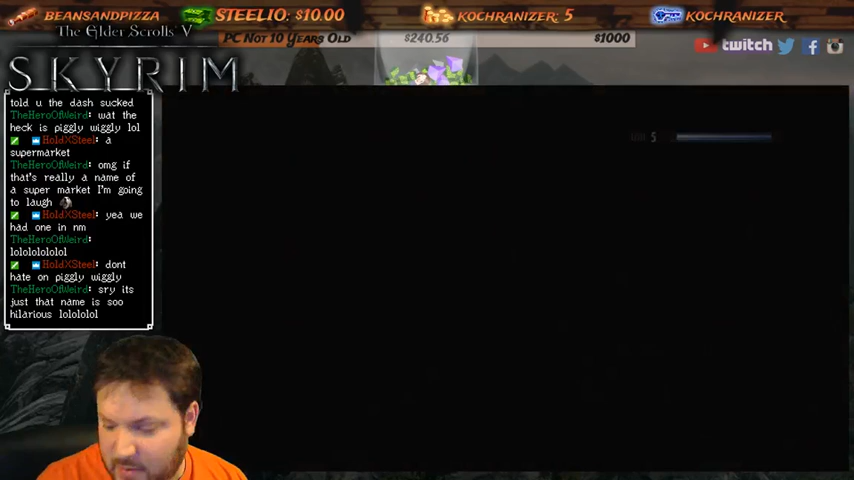 BEANSANDPIZZA
STEELIO: $10.00
KOCHRANIZER: 5
KOCHRANIZER
The Elder Scrolls V
SKYRIM
PC Not 10 Years Old
$240.56
$1000
twitch
told u the dash sucked
TheHeroOfWeird: wat the
heck is piggly wiggly lol
HoldXSteel: a
supermarket
TheHeroOfWeird: omg if
that's really a name of
a super market I'm going
to laugh
HoldXSteel: yea we
had one in nm
TheHeroOfWeird:
lolololololol
HoldXSteel: dont
hate on piggly wiggly
TheHeroOfWeird: sry its
just that name is soo
hilarious lolololol
5